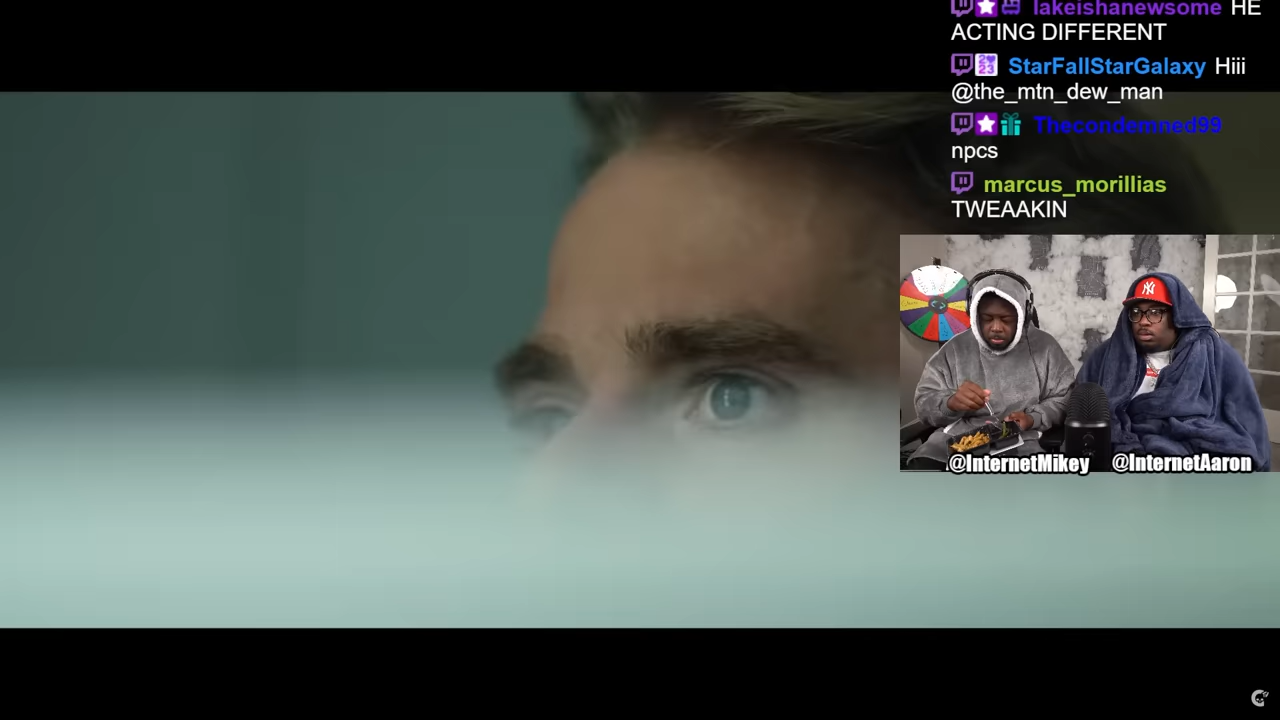 lakeishanewsome HE
ACTING DIFFERENT
StarFallStarGalaxy Hiii
@the_mtn_dew_man
Thecondemned99
npcs
marcus_morillias
TWEAAKIN
@InternetMikey @InternetAaron